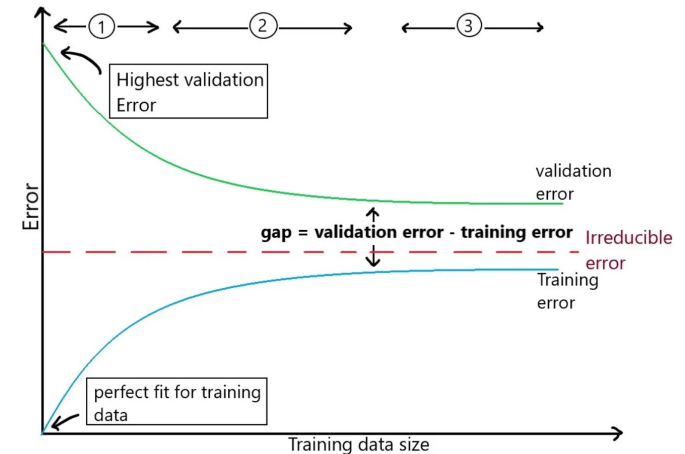 1
2
3
Highest validation
Error
validation
error
Error
gap = validation error - training error
Irreducible
error
Training
error
perfect fit for training
data
Training data size